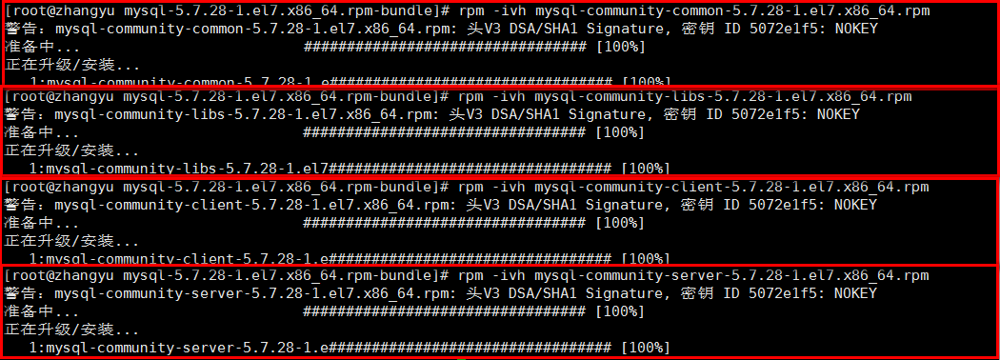 [root@zhangyu mysql-5.7.28-1.el7.x86_64.rpm-bundle]# rpm -ivh mysql-community-common-5.7.28-1.el7.x86_64.rpm
警告：mysql-community-common-5.7.28-1.el7.x86_64.rpm: 头V3 DSA/SHA1 Signature, 密钥 ID 5072e1f5: NOKEY
准备中... ################################# [100%]
正在升级/安装...
1:mysql-community-common-5.7.28-1.e################################# [100%]
[root@zhangyu mysql-5.7.28-1.el7.x86_64.rpm-bundle]# rpm -ivh mysql-community-libs-5.7.28-1.el7.x86_64.rpm
警告：mysql-community-libs-5.7.28-1.el7.x86_64.rpm: 头V3 DSA/SHA1 Signature, 密钥 ID 5072e1f5: NOKEY
准备中... ################################# [100%]
正在升级/安装...
1:mysql-community-libs-5.7.28-1.el7################################# [100%]
[root@zhangyu mysql-5.7.28-1.el7.x86_64.rpm-bundle]# rpm -ivh mysql-community-client-5.7.28-1.el7.x86_64.rpm
警告：mysql-community-client-5.7.28-1.el7.x86_64.rpm: 头V3 DSA/SHA1 Signature, 密钥 ID 5072e1f5: NOKEY
准备中... ################################# [100%]
正在升级/安装...
1:mysql-community-client-5.7.28-1.e################################# [100%]
[root@zhangyu mysql-5.7.28-1.el7.x86_64.rpm-bundle]# rpm -ivh mysql-community-server-5.7.28-1.el7.x86_64.rpm
警告：mysql-community-server-5.7.28-1.el7.x86_64.rpm: 头V3 DSA/SHA1 Signature, 密钥 ID 5072e1f5: NOKEY
准备中... ################################# [100%]
正在升级/安装...
1:mysql-community-server-5.7.28-1.e################################# [100%]